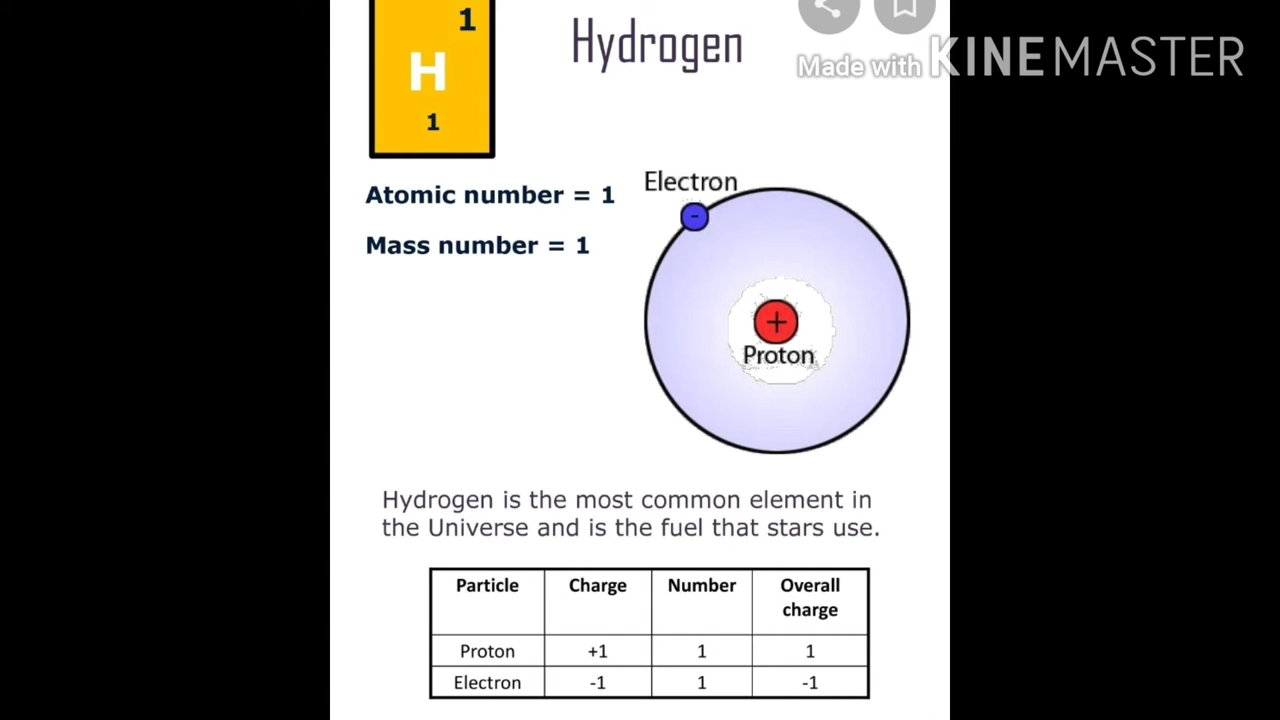 1
H
1
Hydrogen
Made with KINEMASTER
Atomic number = 1
Mass number = 1
Electron
-
+
Proton
Hydrogen is the most common element in
the Universe and is the fuel that stars use.
Particle Charge Number Overall charge
Proton +1 1 1
Electron -1 1 -1